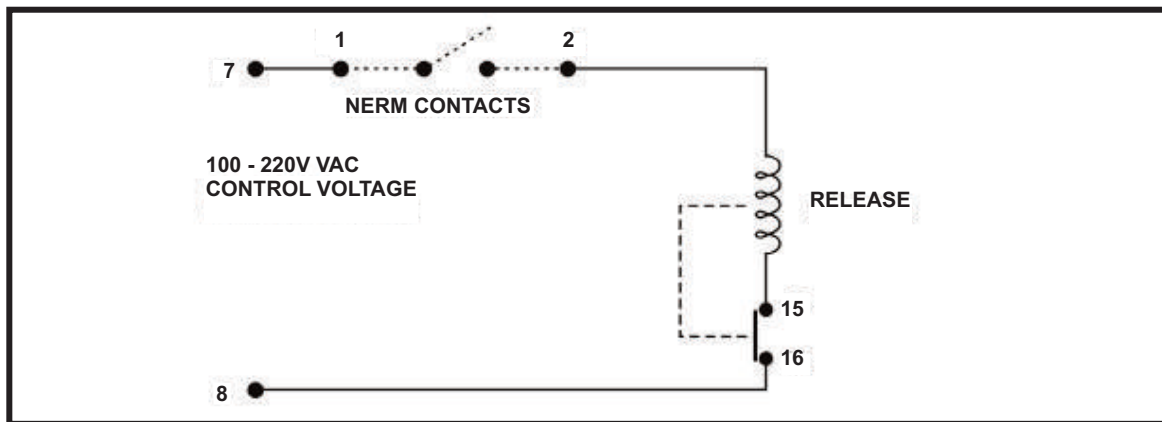 1
2
7
NERM CONTACTS
100 - 220V VAC
CONTROL VOLTAGE
RELEASE
15
16
8